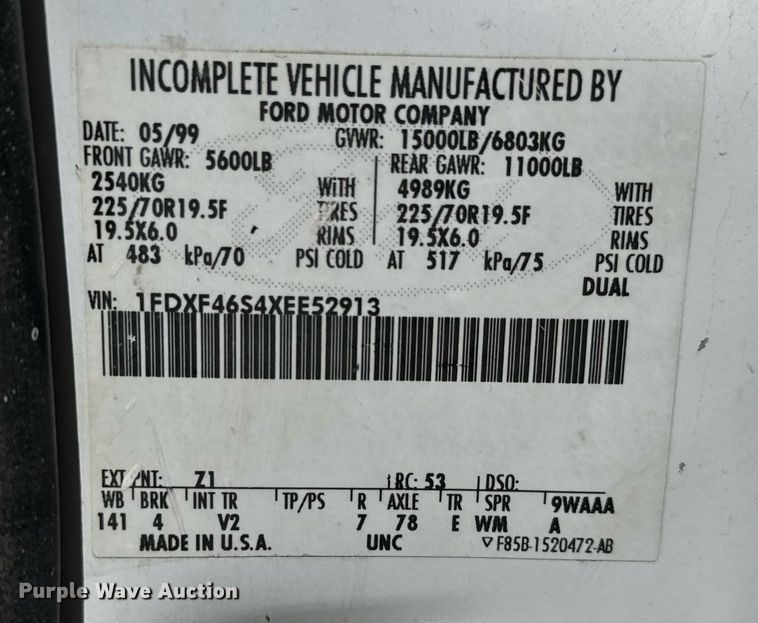 INCOMPLETE VEHICLE MANUFACTURED BY
FORD MOTOR COMPANY
DATE: 05/99 GVWR: 15000LB/6803KG
FRONT GAWR: 5600LB REAR GAWR: 11000LB
2540KG WITH 4989KG WITH
225/70R19.5F TIRES 225/70R19.5F TIRES
19.5X6.0 RIMS 19.5X6.0 RIMS
AT 483 kPa/70 PSI COLD AT 517 kPa/75 PSI COLD
DUAL
VIN: 1FDXF46S4XEE52913
EXT PNT: Z1 RC: 53 DSO:
WB BRK INT TR TP/PS R AXLE TR SPR 9WAAA
141 4 V2 7 78 E WM A
MADE IN U.S.A. UNC ▽ F85B-1520472-AB
Purple Wave Auction